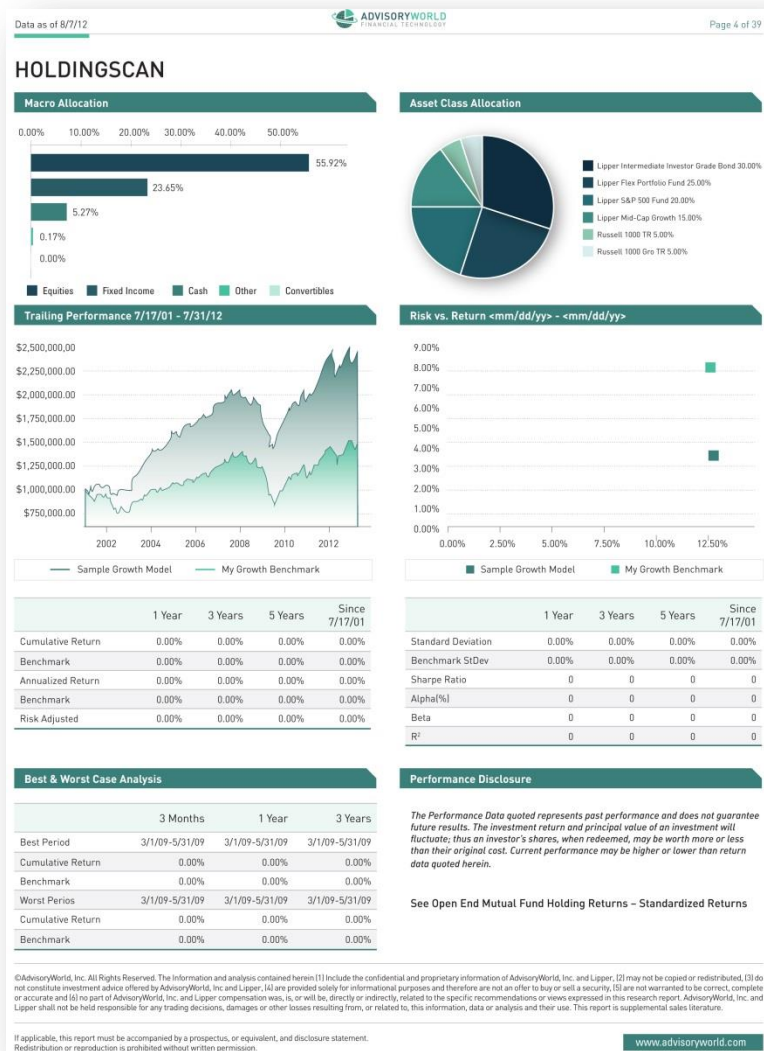 Data as of 8/7/12
ADVISORYWORLD
FINANCIAL TECHNOLOGY
Page 4 of 39
HOLDINGSCAN
Macro Allocation
0.00% 10.00% 20.00% 30.00% 40.00% 50.00%
55.92%
23.65%
5.27%
0.17%
0.00%
Equities Fixed Income Cash Other Convertibles
Asset Class Allocation
Lipper Intermediate Investor Grade Bond 30.00%
Lipper Flex Portfolio Fund 25.00%
Lipper S&P 500 Fund 20.00%
Lipper Mid-Cap Growth 15.00%
Russell 1000 TR 5.00%
Russell 1000 Gro TR 5.00%
Trailing Performance 7/17/01 - 7/31/12
$2,500,000,00
$2,250,000.00
$2,000,000.00
$1,750,000.00
$1,500,000.00
$1,250,000.00
$1,000,000.00
$750,000.00
2002 2004 2006 2008 2010 2012
Sample Growth Model My Growth Benchmark
Risk vs. Return <mm/dd/yy> - <mm/dd/yy>
9.00%
8.00%
7.00%
6.00%
5.00%
4.00%
3.00%
2.00%
1.00%
0.00%
0.00% 2.50% 5.00% 7.50% 10.00% 12.50%
Sample Growth Model My Growth Benchmark
1 Year 3 Years 5 Years Since 7/17/01
Cumulative Return 0.00% 0.00% 0.00% 0.00%
Benchmark 0.00% 0.00% 0.00% 0.00%
Annualized Return 0.00% 0.00% 0.00% 0.00%
Benchmark 0.00% 0.00% 0.00% 0.00%
Risk Adjusted 0.00% 0.00% 0.00% 0.00%
1 Year 3 Years 5 Years Since 7/17/01
Standard Deviation 0.00% 0.00% 0.00% 0.00%
Benchmark StDev 0.00% 0.00% 0.00% 0.00%
Sharpe Ratio 0 0 0 0
Alpha(%) 0 0 0 0
Beta 0 0 0 0
R² 0 0 0 0
Best & Worst Case Analysis
3 Months 1 Year 3 Years
Best Period 3/1/09-5/31/09 3/1/09-5/31/09 3/1/09-5/31/09
Cumulative Return 0.00% 0.00% 0.00%
Benchmark 0.00% 0.00% 0.00%
Worst Perios 3/1/09-5/31/09 3/1/09-5/31/09 3/1/09-5/31/09
Cumulative Return 0.00% 0.00% 0.00%
Benchmark 0.00% 0.00% 0.00%
Performance Disclosure
The Performance Data quoted represents past performance and does not guarantee
future results. The investment return and principal value of an investment will
fluctuate; thus an investor's shares, when redeemed, may be worth more or less
than their original cost. Current performance may be higher or lower than return
data quoted herein.
See Open End Mutual Fund Holding Returns – Standardized Returns
©AdvisoryWorld, Inc. All Rights Reserved. The Information and analysis contained herein (1) Include the confidential and proprietary information of AdvisoryWorld, Inc. and Lipper, (2) may not be copied or redistributed, (3) do
not constitute investment advice offered by AdvisoryWorld, Inc and Lipper, (4) are provided solely for informational purposes and therefore are not an offer to buy or sell a security, (5) are not warranted to be correct, complete
or accurate and (6) no part of AdvisoryWorld, Inc. and Lipper compensation was, is, or will be, directly or indirectly, related to the specific recommendations or views expressed in this research report. AdvisoryWorld, Inc. and
Lipper shall not be held responsible for any trading decisions, damages or other losses resulting from, or related to, this information, data or analysis and their use. This report is supplemental sales literature.
If applicable, this report must be accompanied by a prospectus, or equivalent, and disclosure statement.
Redistribution or reproduction is prohibited without written permission.
www.advisoryworld.com